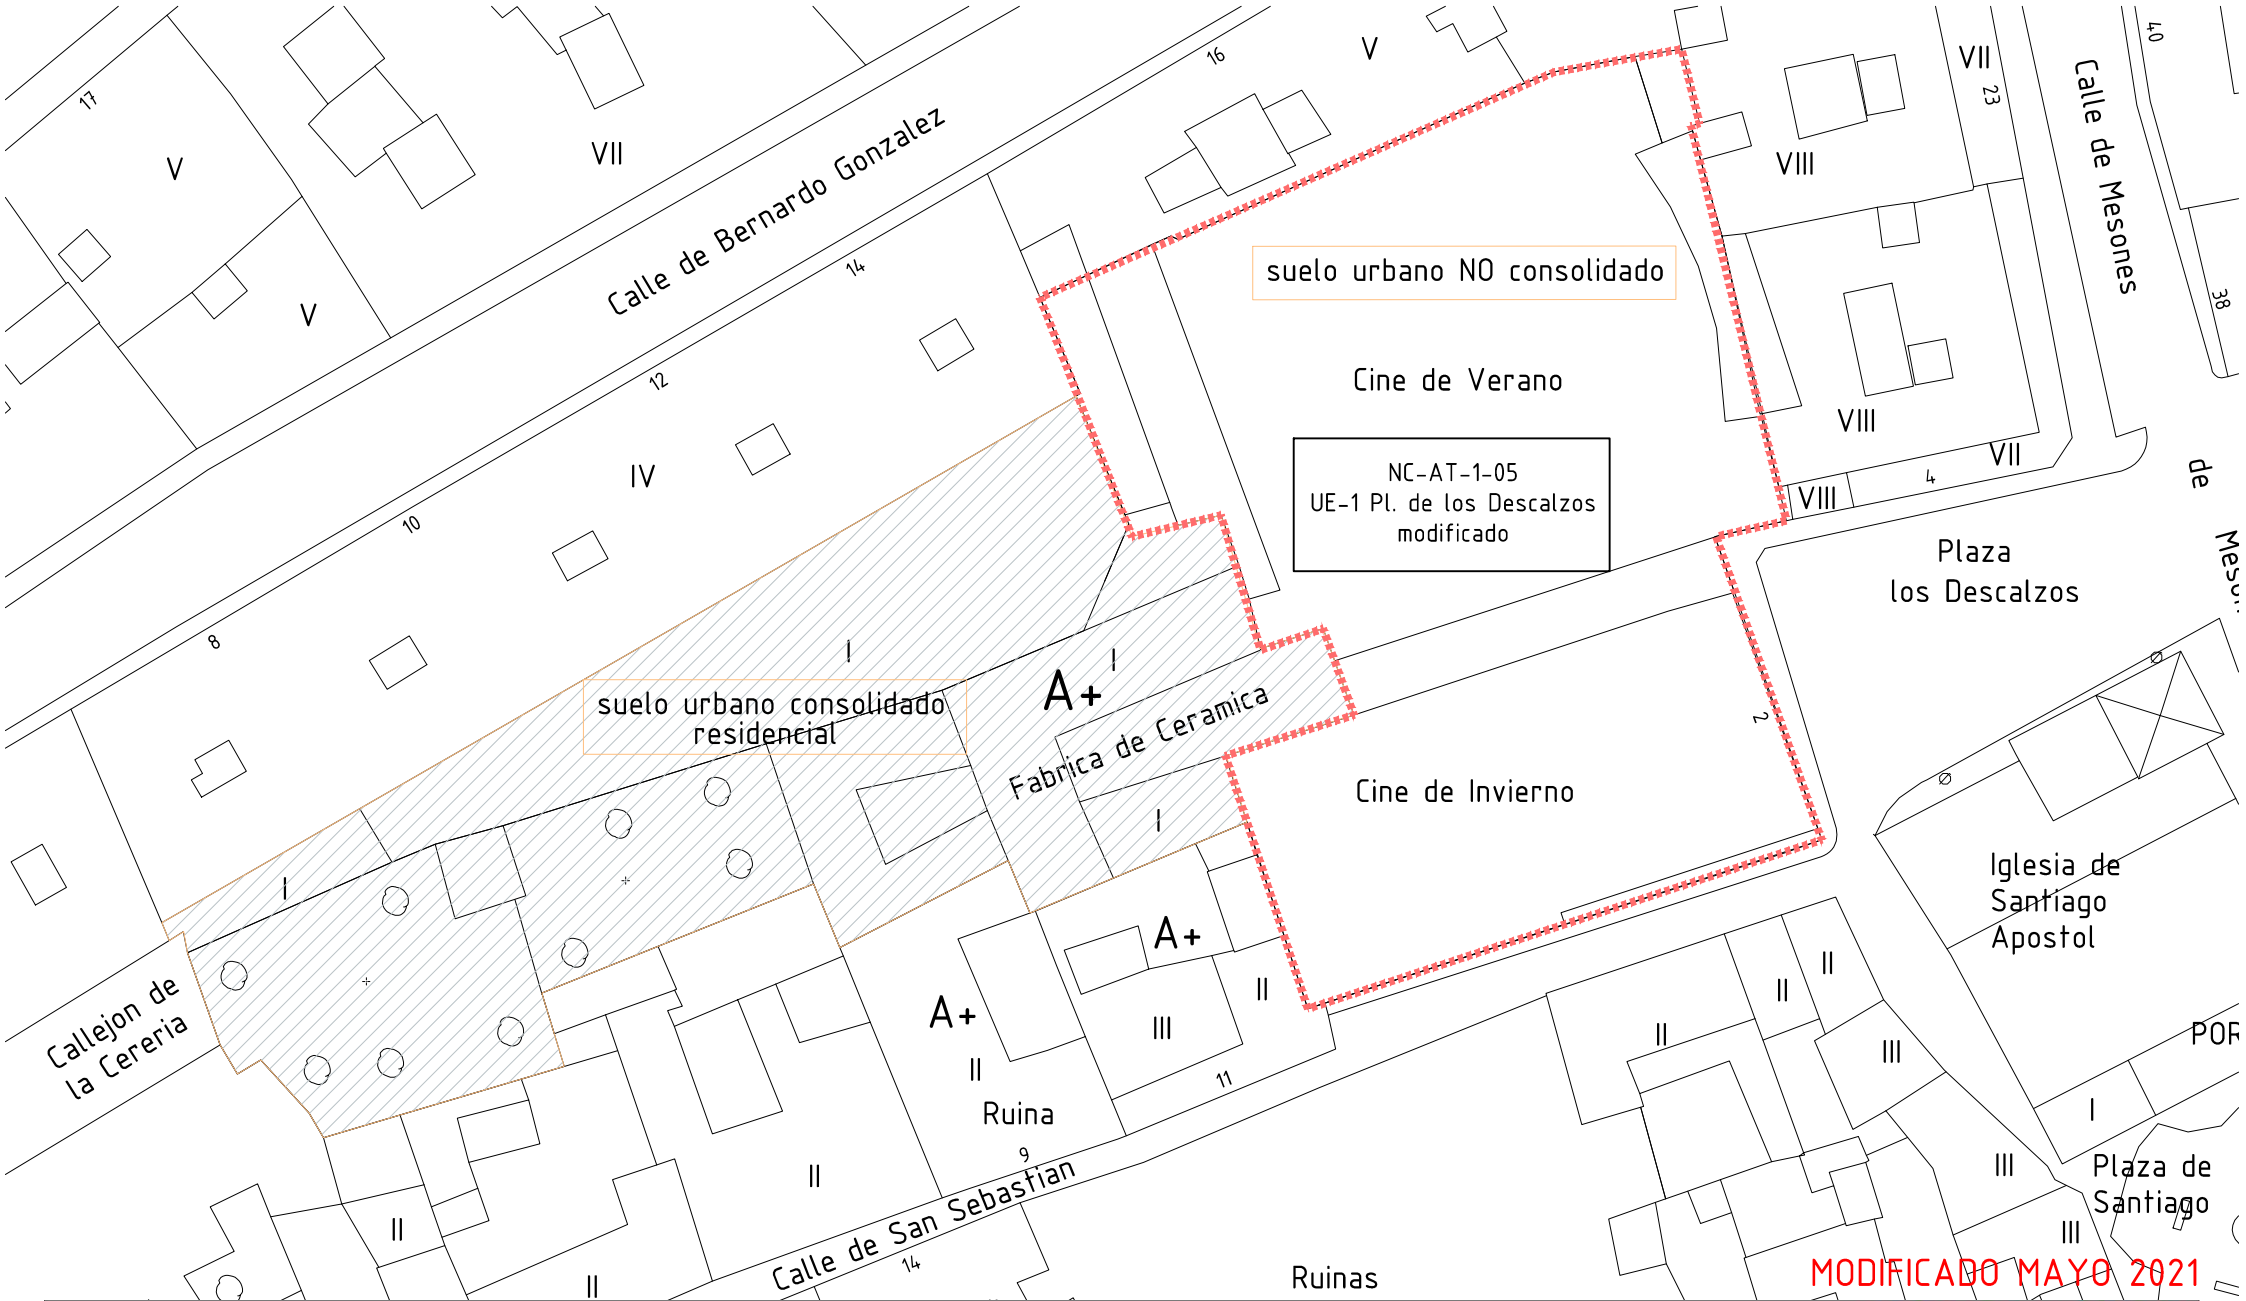 17
V
V
VII
Calle de Bernardo Gonzalez
16
V
VII
23
40
Calle de Mesones
VIII
38
14
12
10
8
IV
suelo urbano NO consolidado
Cine de Verano
NC-AT-1-05
UE-1 Pl. de los Descalzos
modificado
VIII
VII
VIII
4
de
Plaza
los Descalzos
I
suelo urbano consolidado
residencial
A+
I
Fabrica de Ceramica
I
I
Cine de Invierno
2
Iglesia de
Santiago
Apostol
Callejon de
la Cereria
A+
A+
II
III
II
II
II
II
III
Ruina
11
9
Calle de San Sebastian
14
II
II
II
Ruinas
POR
I
III
III
Plaza de
Santiago
MODIFICADO MAYO 2021